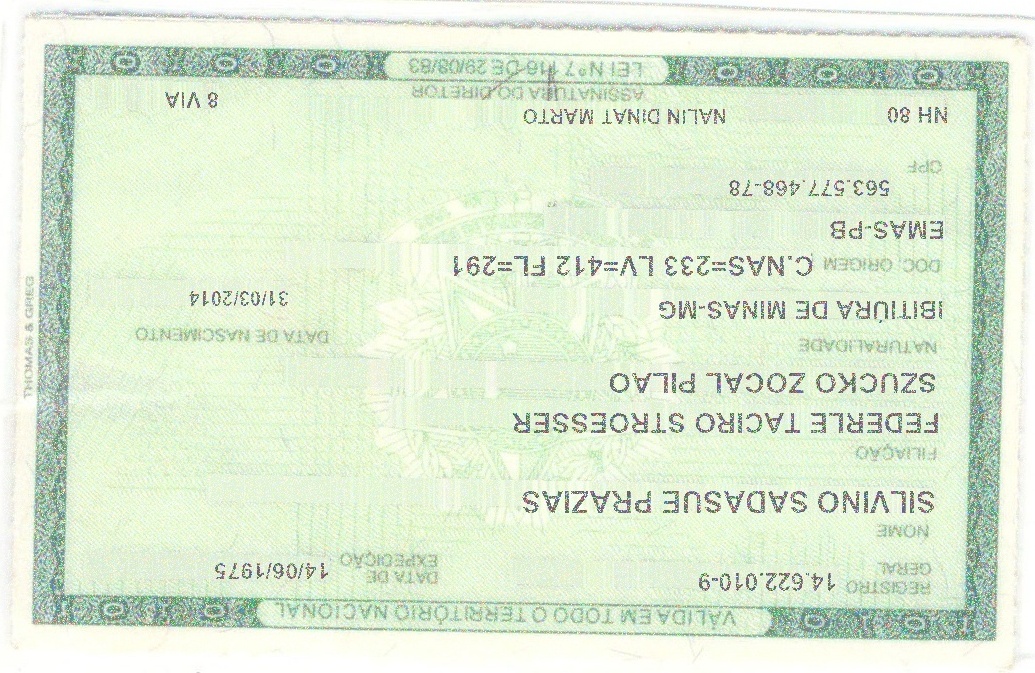 VALIDA EM TODO O TERRITÓRIO NACIONAL
REGISTRO GERAL 14.622.010-9 DATA DE EXPEDIÇÃO 14/06/1975
NOME
SILVINO SADASUE PRAZIAS
FILIAÇÃO
FEDERLE TACIRO STROESSER
SZUCKO ZOCAL PILAO
NATURALIDADE DATA DE NASCIMENTO
IBITIÚRA DE MINAS-MG 31/03/2014
DOC. ORIGEM C.NAS=233 LV=412 FL=291
EMAS-PB
563.577.468-78
CPF
NH 80 NALIN DINAT MARTO 8 VIA
ASSINATURA DO DIRETOR
LEI Nº 7.116 DE 29/08/83
THOMAS & GREG